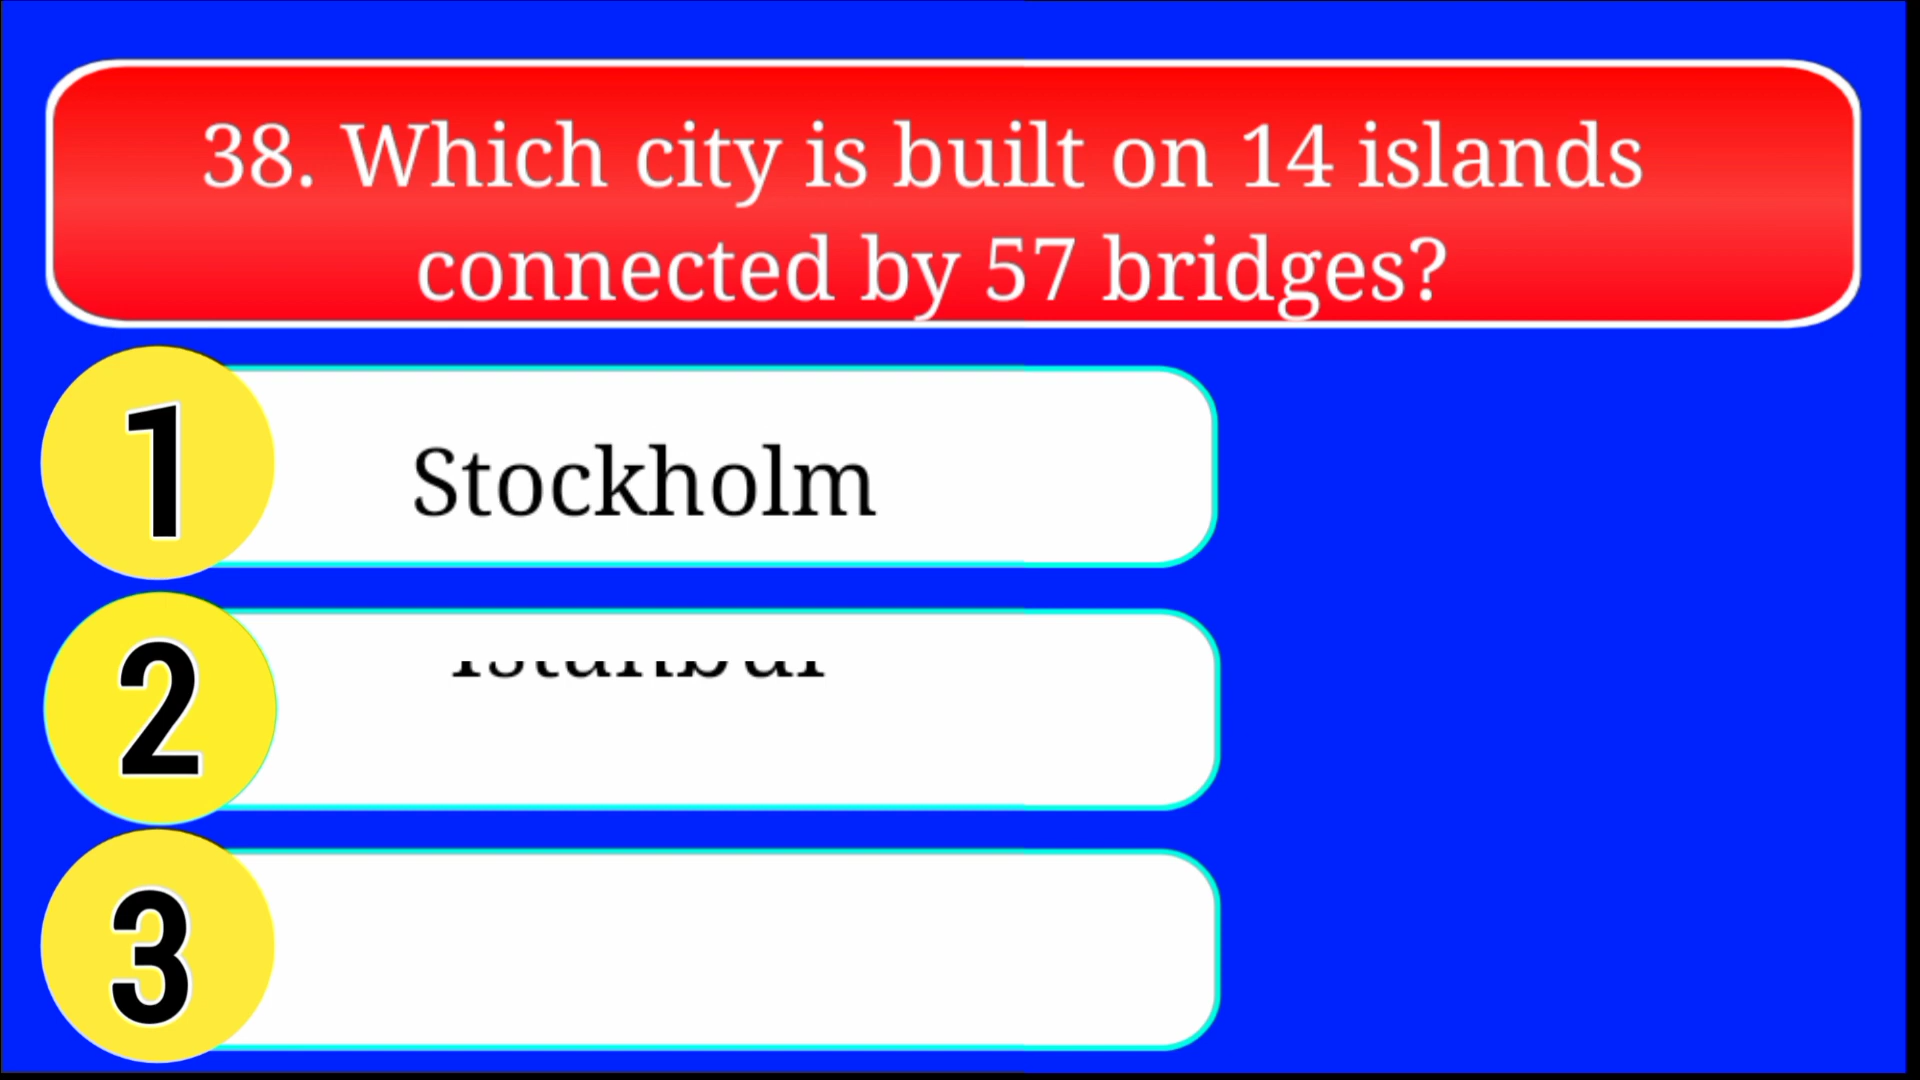 38. Which city is built on 14 islands
connected by 57 bridges?
1
Stockholm
2
3